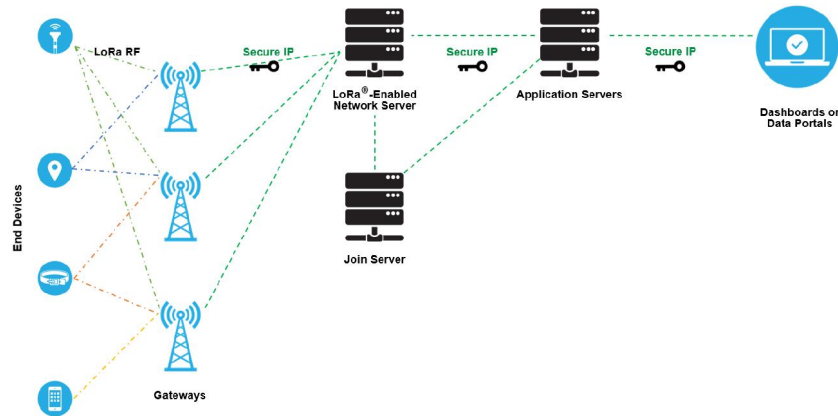 LoRa RF
Secure IP
Secure IP
Secure IP
LoRa®-Enabled
Network Server
Application Servers
Dashboards or
Data Portals
End Devices
Join Server
Gateways